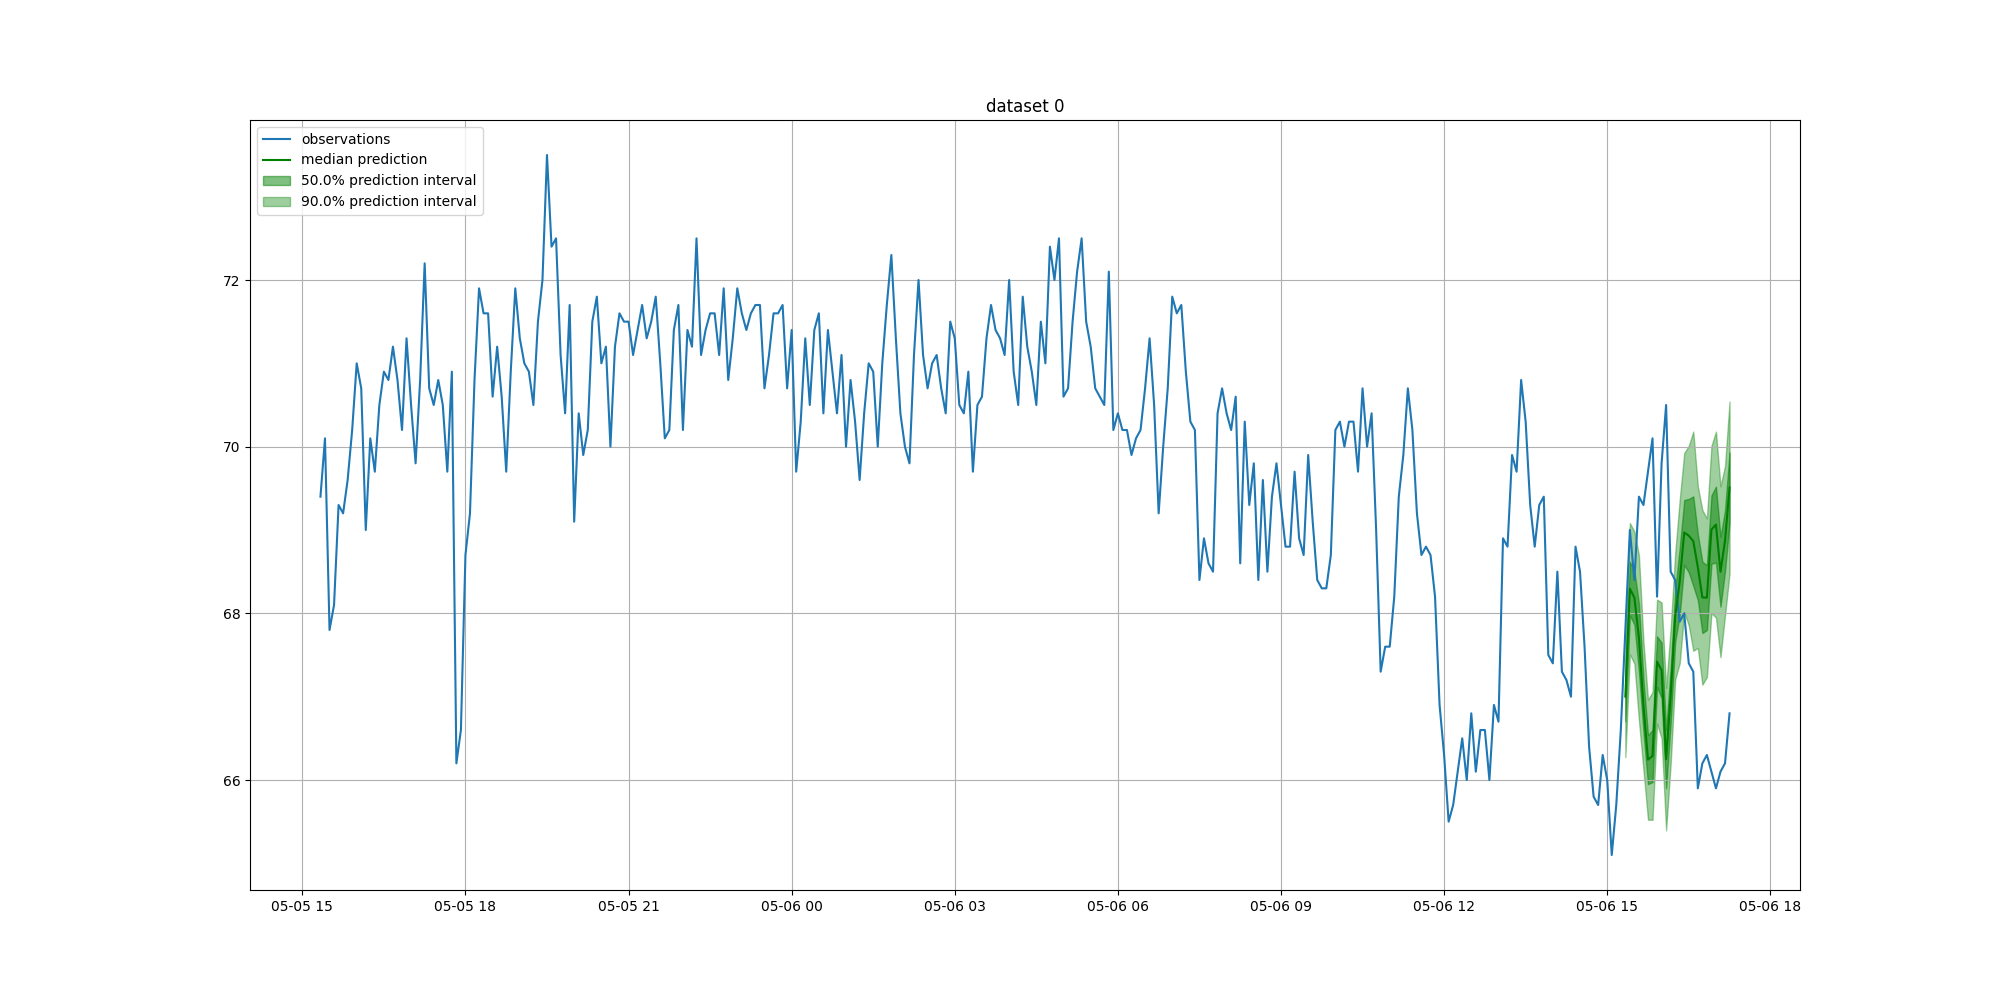 dataset 0
observations
median prediction
50.0% prediction interval
90.0% prediction interval
72
70
68
66
05-05 15
05-05 18
05-05 21
05-06 00
05-06 03
05-06 06
05-06 09
05-06 12
05-06 15
05-06 18